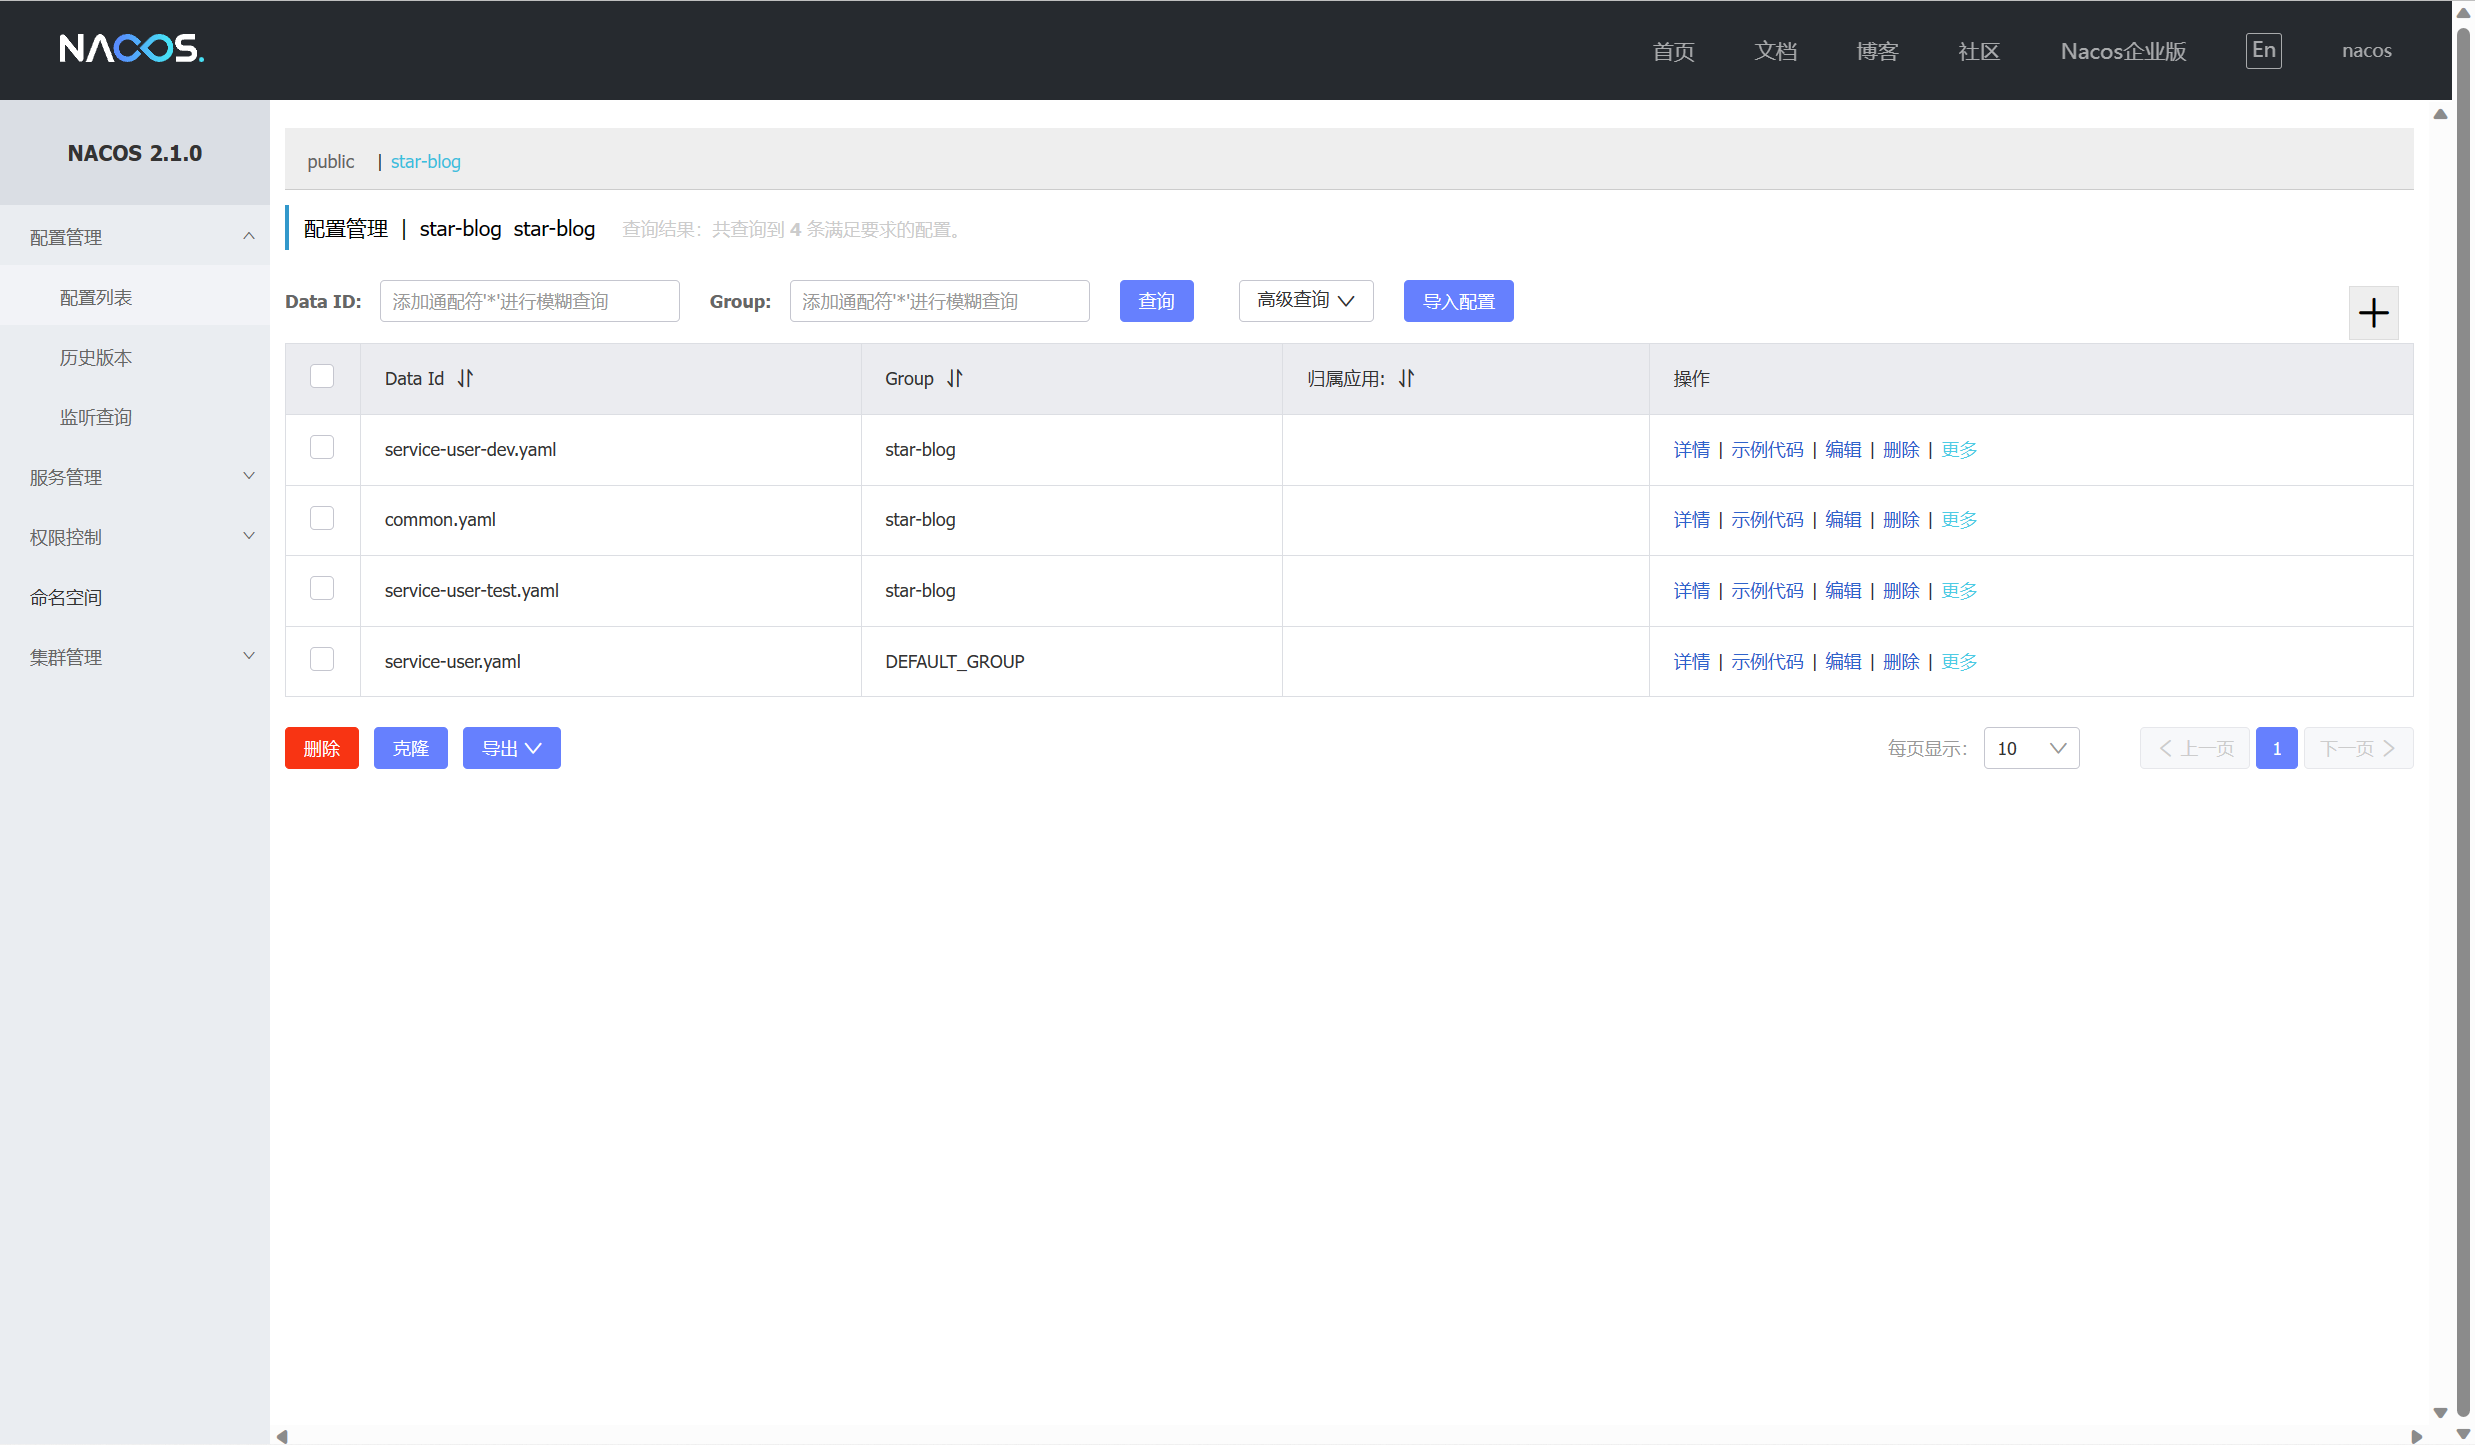 NACOS.
首页 文档 博客 社区 Nacos企业版 En nacos
NACOS 2.1.0
配置管理
配置列表
历史版本
监听查询
服务管理
权限控制
命名空间
集群管理
public | star-blog
配置管理 | star-blog star-blog 查询结果：共查询到 4 条满足要求的配置。
Data ID: 添加通配符'*'进行模糊查询 Group: 添加通配符'*'进行模糊查询 查询 高级查询 导入配置
Data Id Group 归属应用: 操作
service-user-dev.yaml star-blog 详情 | 示例代码 | 编辑 | 删除 | 更多
common.yaml star-blog 详情 | 示例代码 | 编辑 | 删除 | 更多
service-user-test.yaml star-blog 详情 | 示例代码 | 编辑 | 删除 | 更多
service-user.yaml DEFAULT_GROUP 详情 | 示例代码 | 编辑 | 删除 | 更多
删除 克隆 导出 每页显示: 10 上一页 1 下一页